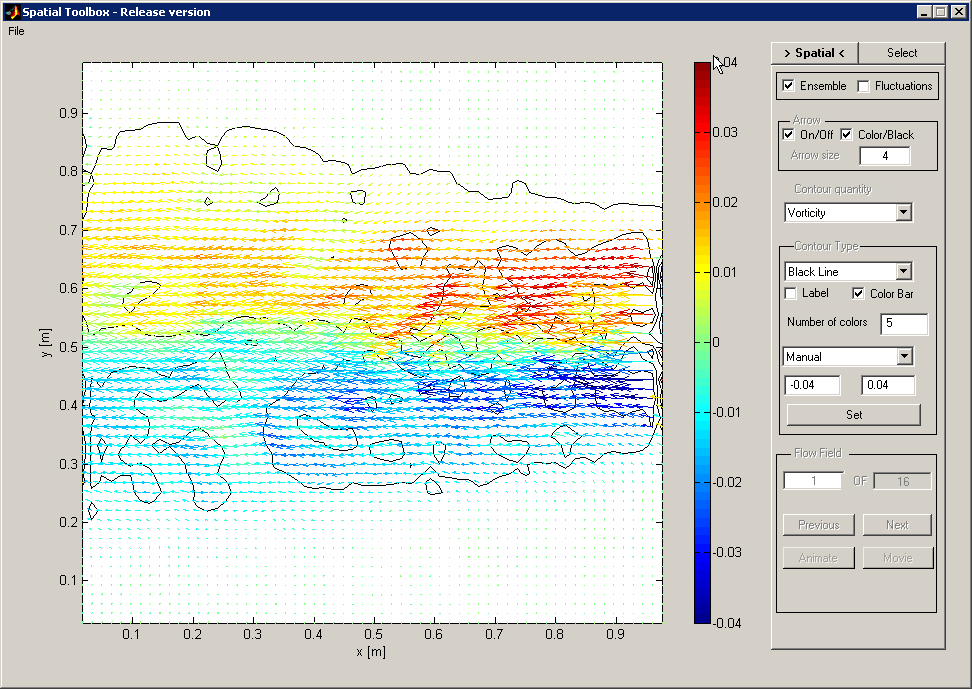 Spatial Toolbox - Release version
File
> Spatial <
Select
Ensemble
Fluctuations
Arrow
On/Off
Color/Black
Arrow size
4
Contour quantity
Vorticity
Contour Type
Black Line
Label
Color Bar
Number of colors
5
Manual
-0.04
0.04
Set
Flow Field
1
OF
16
Previous
Next
Animate
Movie
y [m]
0.9
0.8
0.7
0.6
0.5
0.4
0.3
0.2
0.1
0.1
0.2
0.3
0.4
0.5
0.6
0.7
0.8
0.9
x [m]
0.03
0.02
0.01
0
-0.01
-0.02
-0.03
-0.04